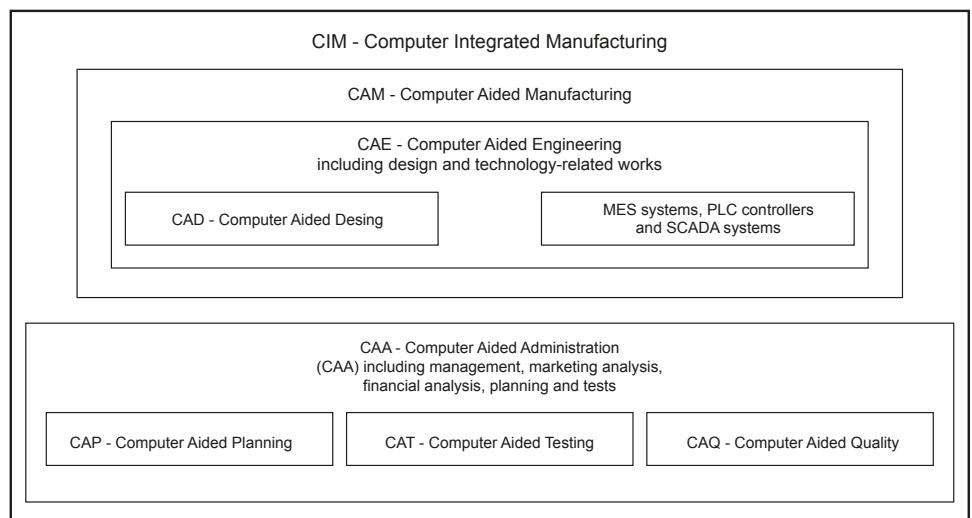 CIM - Computer Integrated Manufacturing
CAM - Computer Aided Manufacturing
CAE - Computer Aided Engineering
including design and technology-related works
CAD - Computer Aided Desing
MES systems, PLC controllers
and SCADA systems
CAA - Computer Aided Administration
(CAA) including management, marketing analysis,
financial analysis, planning and tests
CAP - Computer Aided Planning
CAT - Computer Aided Testing
CAQ - Computer Aided Quality